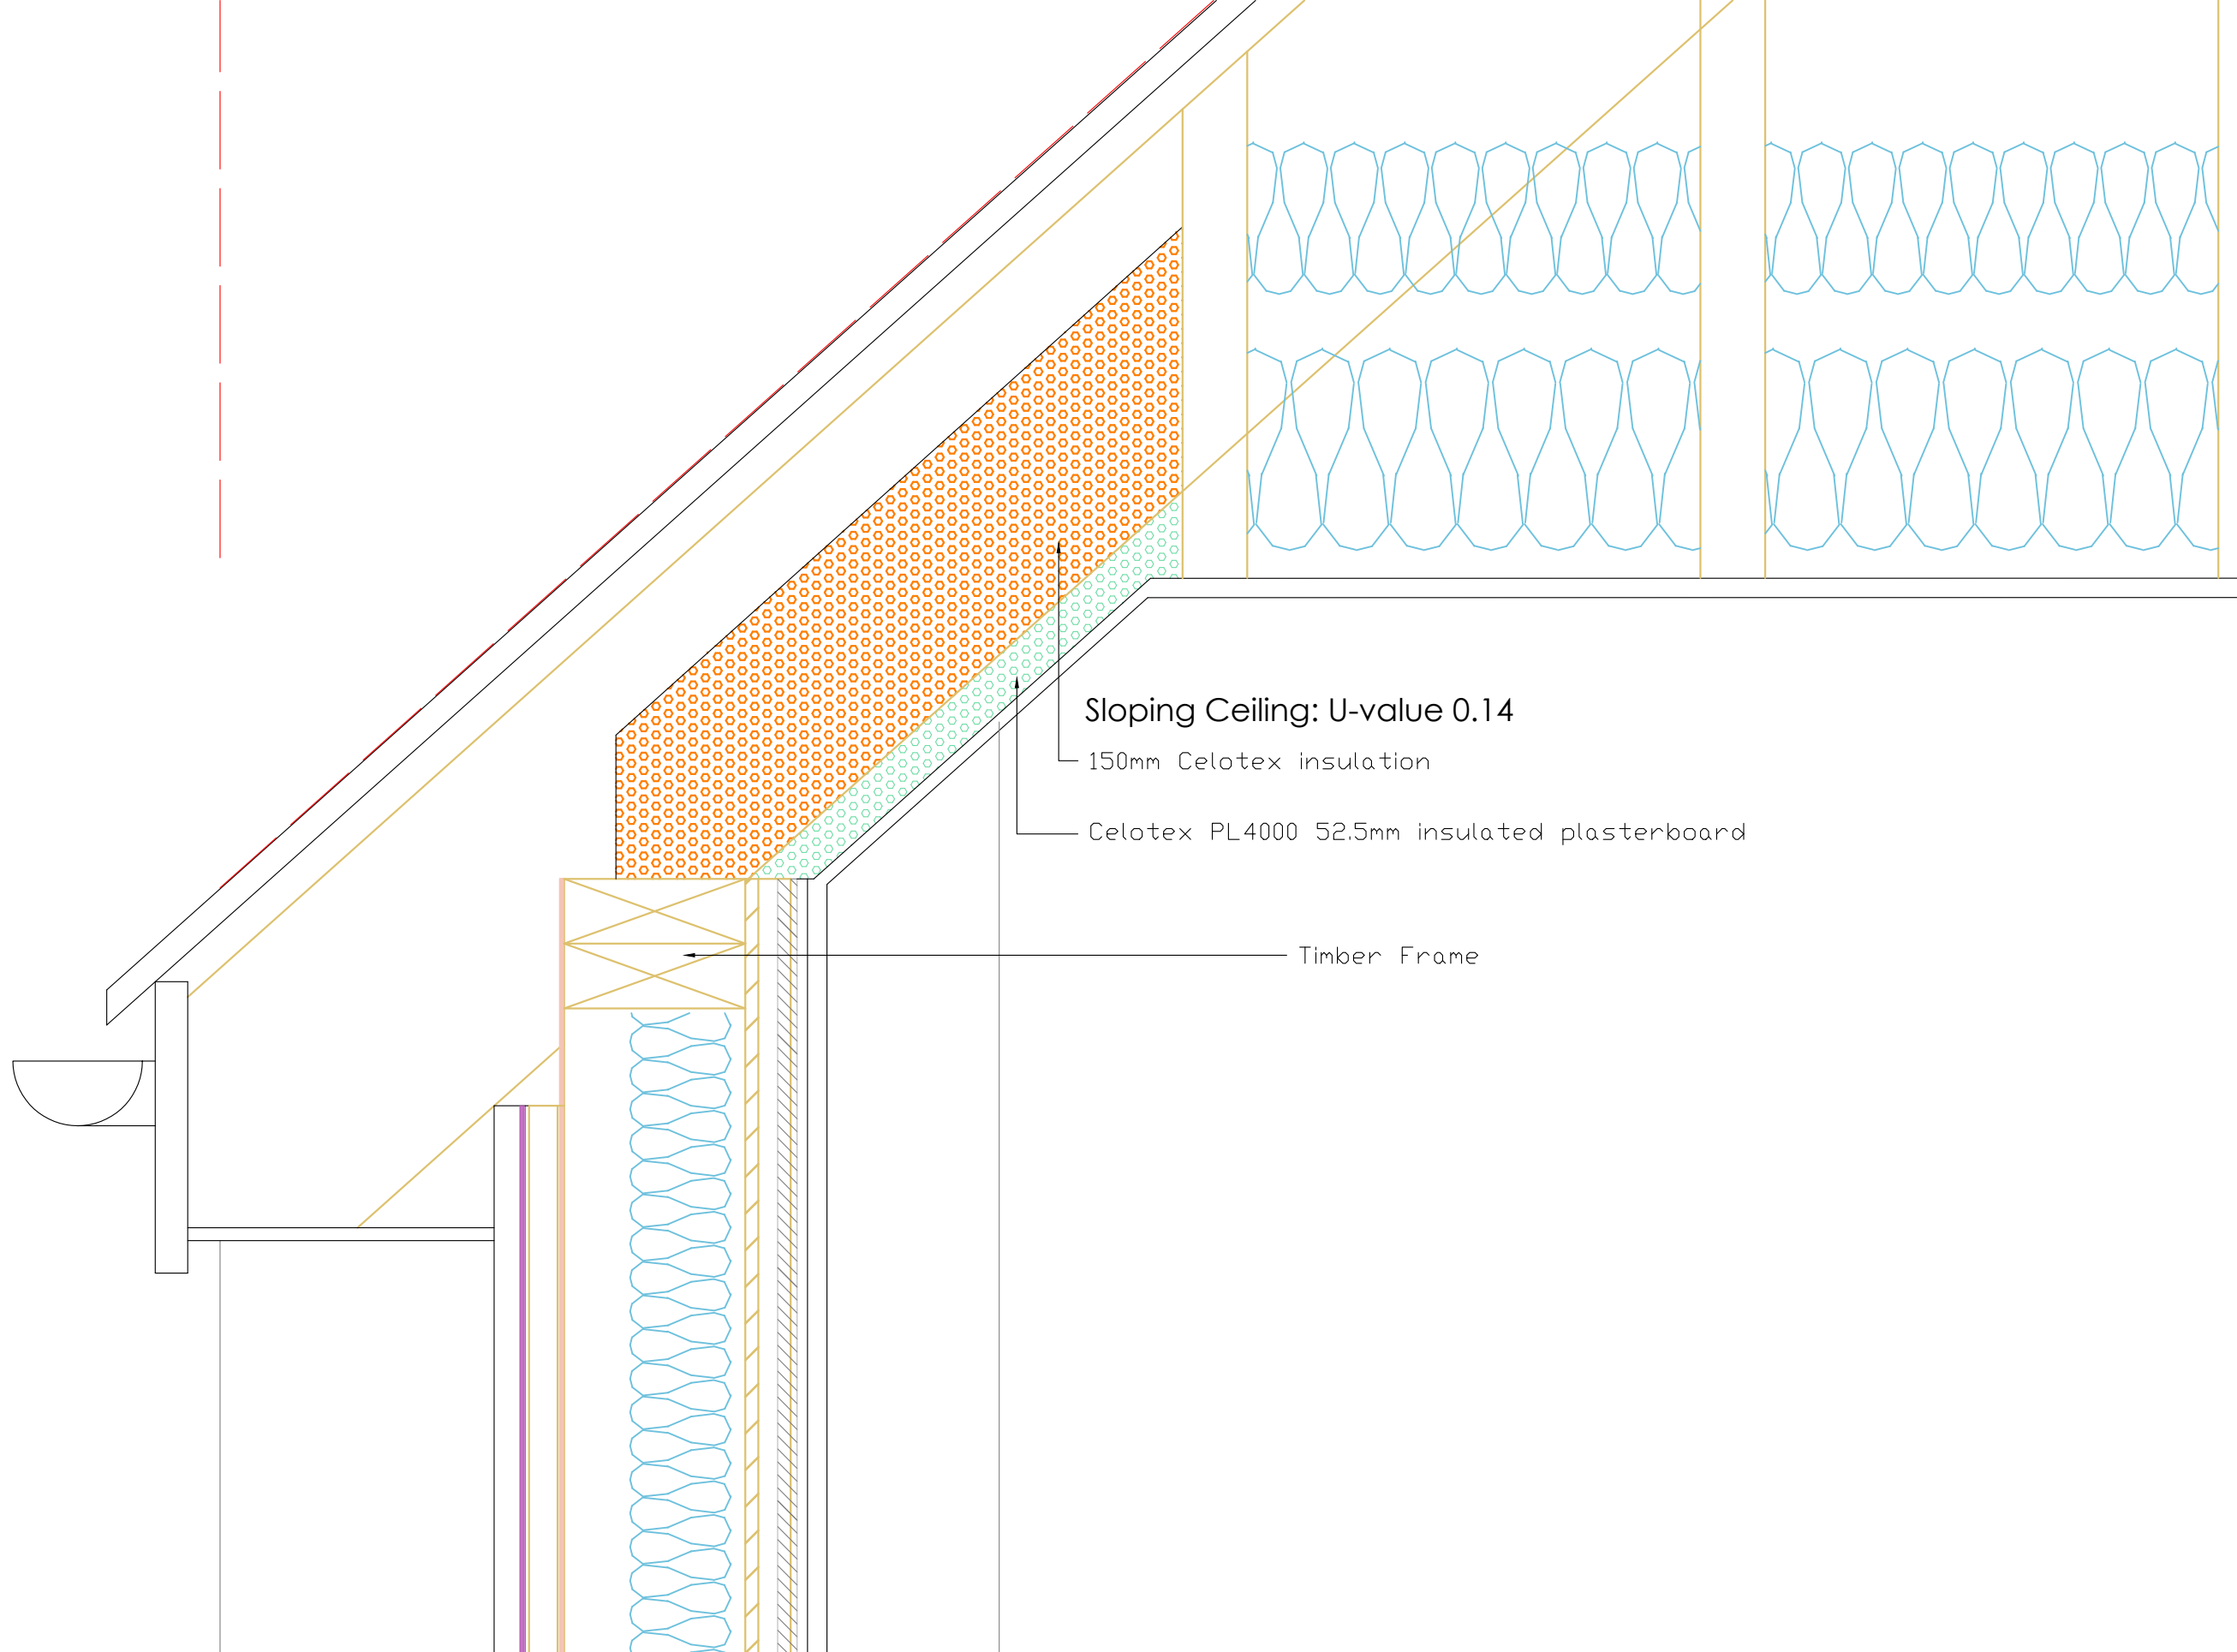 Sloping Ceiling: U-value 0.14
150mm Celotex insulation
Celotex PL4000 52.5mm insulated plasterboard
Timber Frame